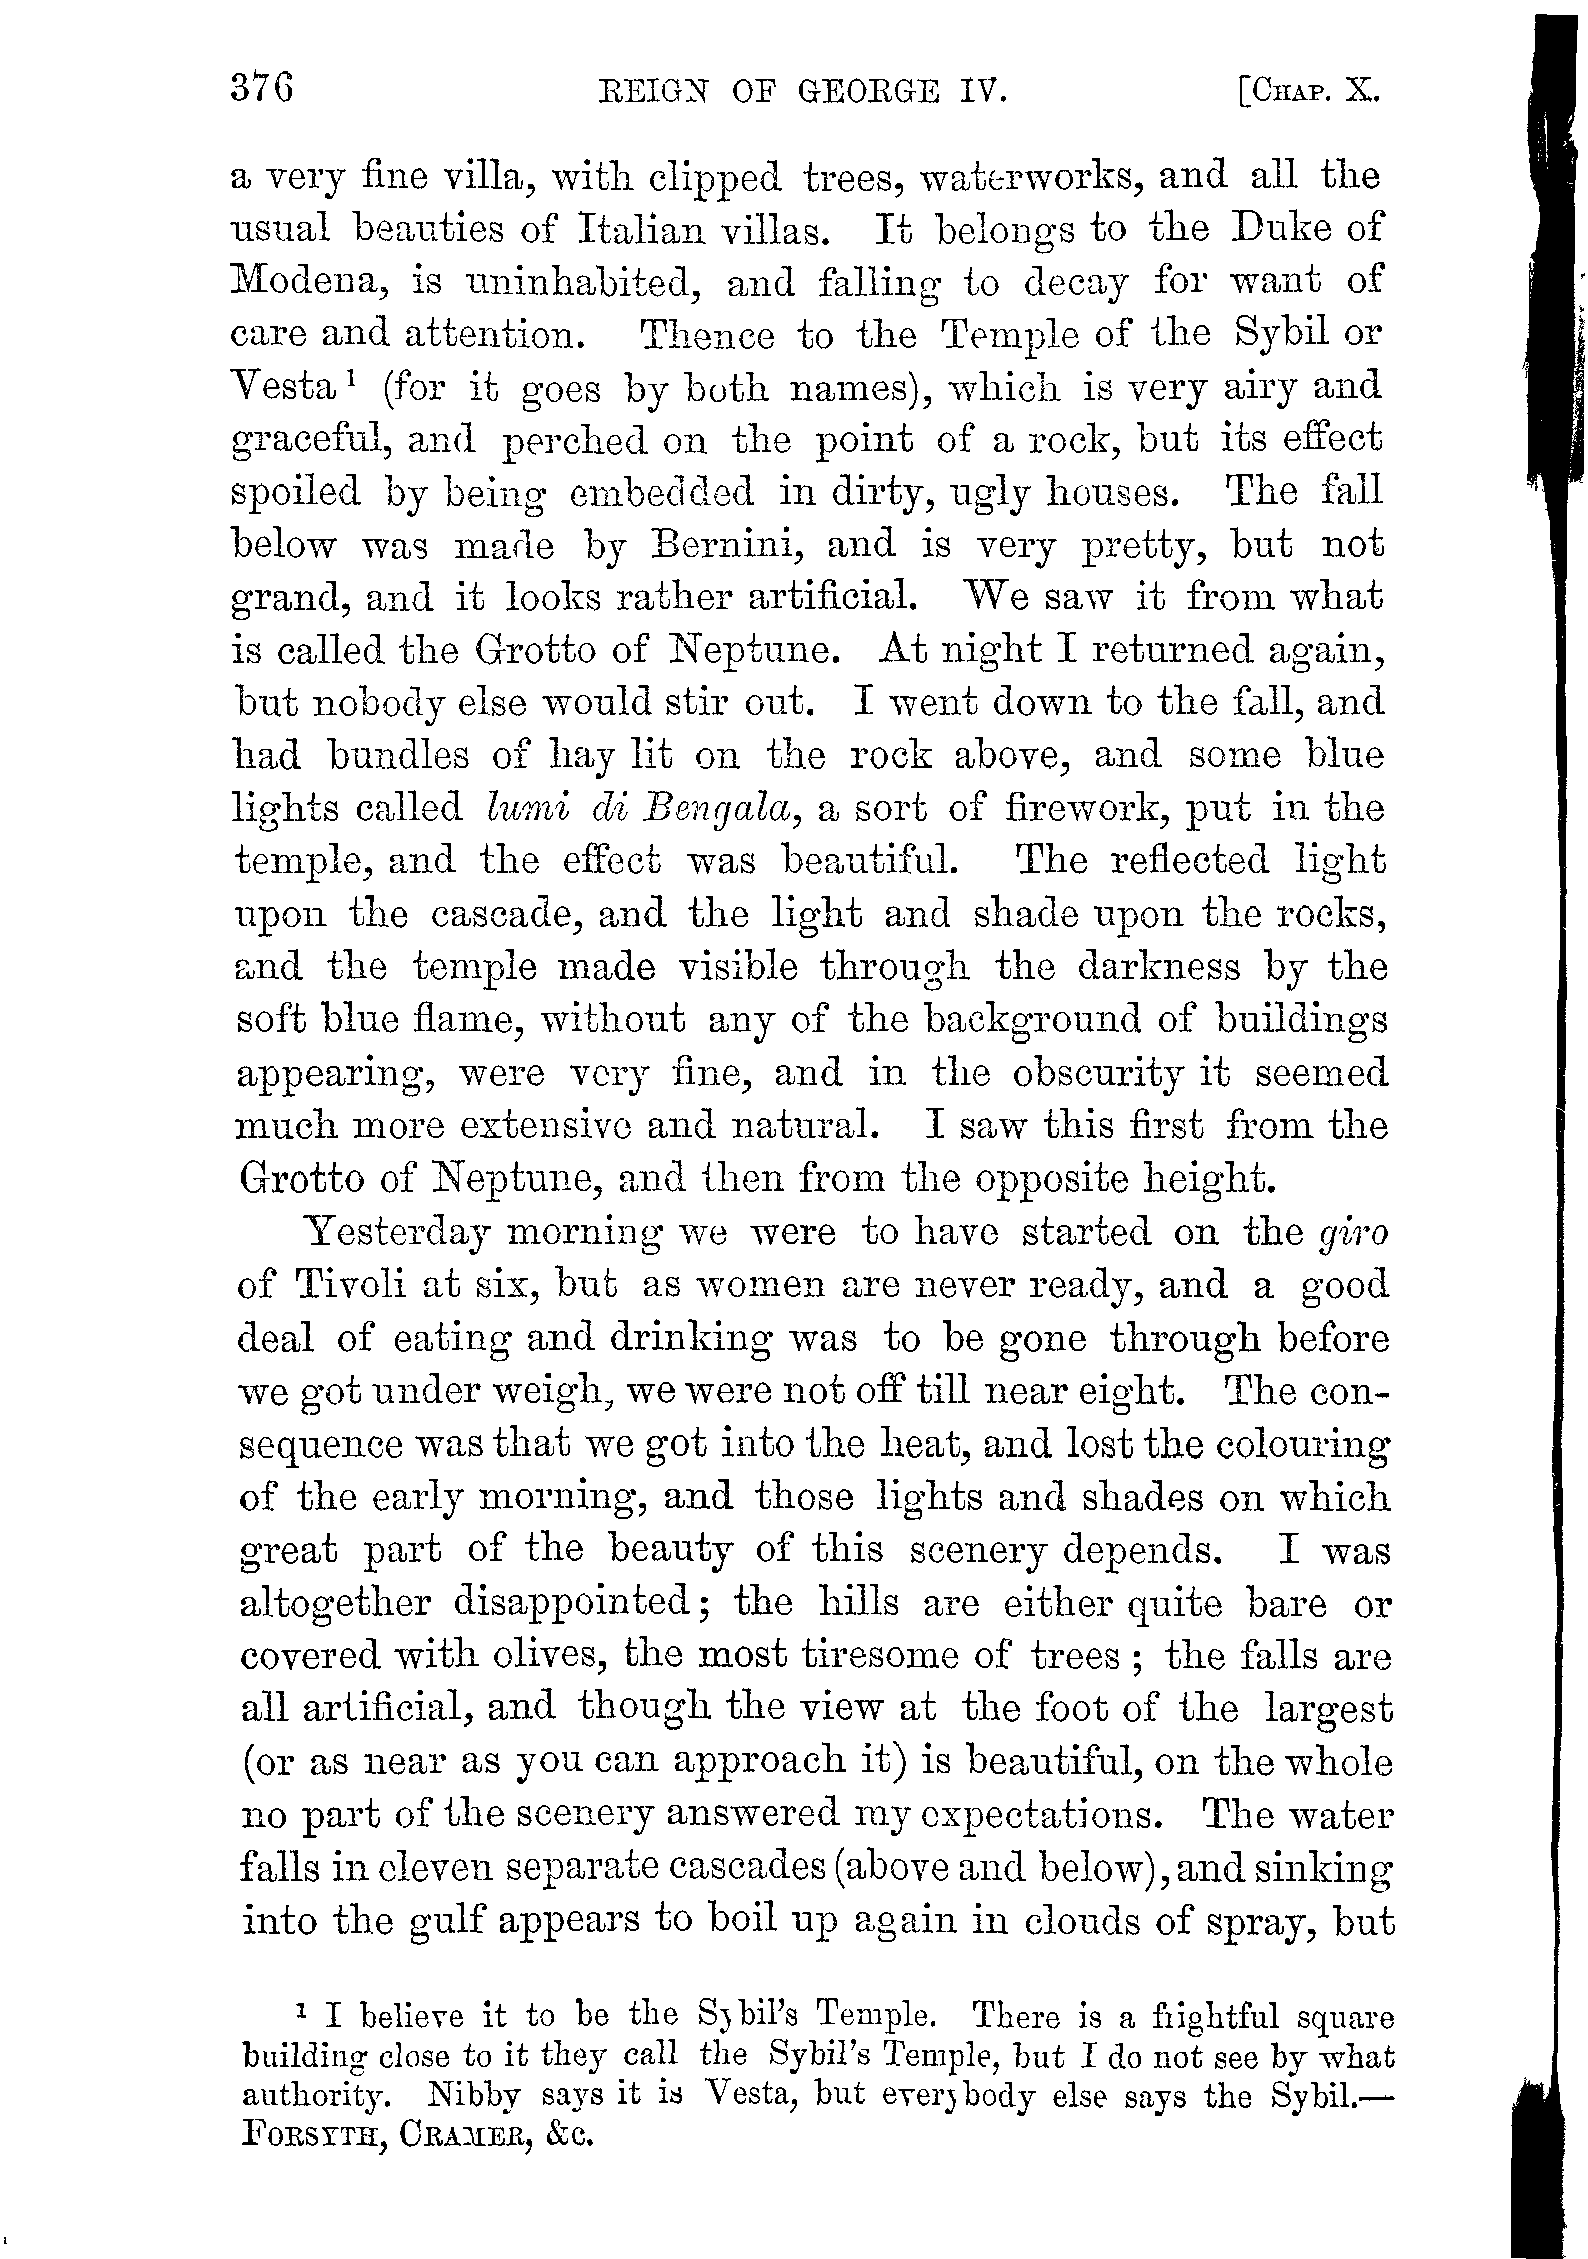 376 REIGN OF GEORGE IV. [CHAP. X.
a very fine villa, with clipped trees, waterworks, and all the
usual beauties of Italian villas. It belongs to the Duke of
Modena, is uninhabited, and falling to decay for want of
care and attention. Thence to the Temple of the Sybil or
Vesta¹ (for it goes by both names), which is very airy and
graceful, and perched on the point of a rock, but its effect
spoiled by being embedded in dirty, ugly houses. The fall
below was made by Bernini, and is very pretty, but not
grand, and it looks rather artificial. We saw it from what
is called the Grotto of Neptune. At night I returned again,
but nobody else would stir out. I went down to the fall, and
had bundles of hay lit on the rock above, and some blue
lights called lumi di Bengala, a sort of firework, put in the
temple, and the effect was beautiful. The reflected light
upon the cascade, and the light and shade upon the rocks,
and the temple made visible through the darkness by the
soft blue flame, without any of the background of buildings
appearing, were very fine, and in the obscurity it seemed
much more extensive and natural. I saw this first from the
Grotto of Neptune, and then from the opposite height.
Yesterday morning we were to have started on the giro
of Tivoli at six, but as women are never ready, and a good
deal of eating and drinking was to be gone through before
we got under weigh, we were not off till near eight. The con-
sequence was that we got into the heat, and lost the colouring
of the early morning, and those lights and shades on which
great part of the beauty of this scenery depends. I was
altogether disappointed; the hills are either quite bare or
covered with olives, the most tiresome of trees; the falls are
all artificial, and though the view at the foot of the largest
(or as near as you can approach it) is beautiful, on the whole
no part of the scenery answered my expectations. The water
falls in eleven separate cascades (above and below), and sinking
into the gulf appears to boil up again in clouds of spray, but
¹ I believe it to be the Sybil's Temple. There is a frightful square
building close to it they call the Sybil's Temple, but I do not see by what
authority. Nibby says it is Vesta, but everybody else says the Sybil.—
FORSYTH, CRAMER, &c.